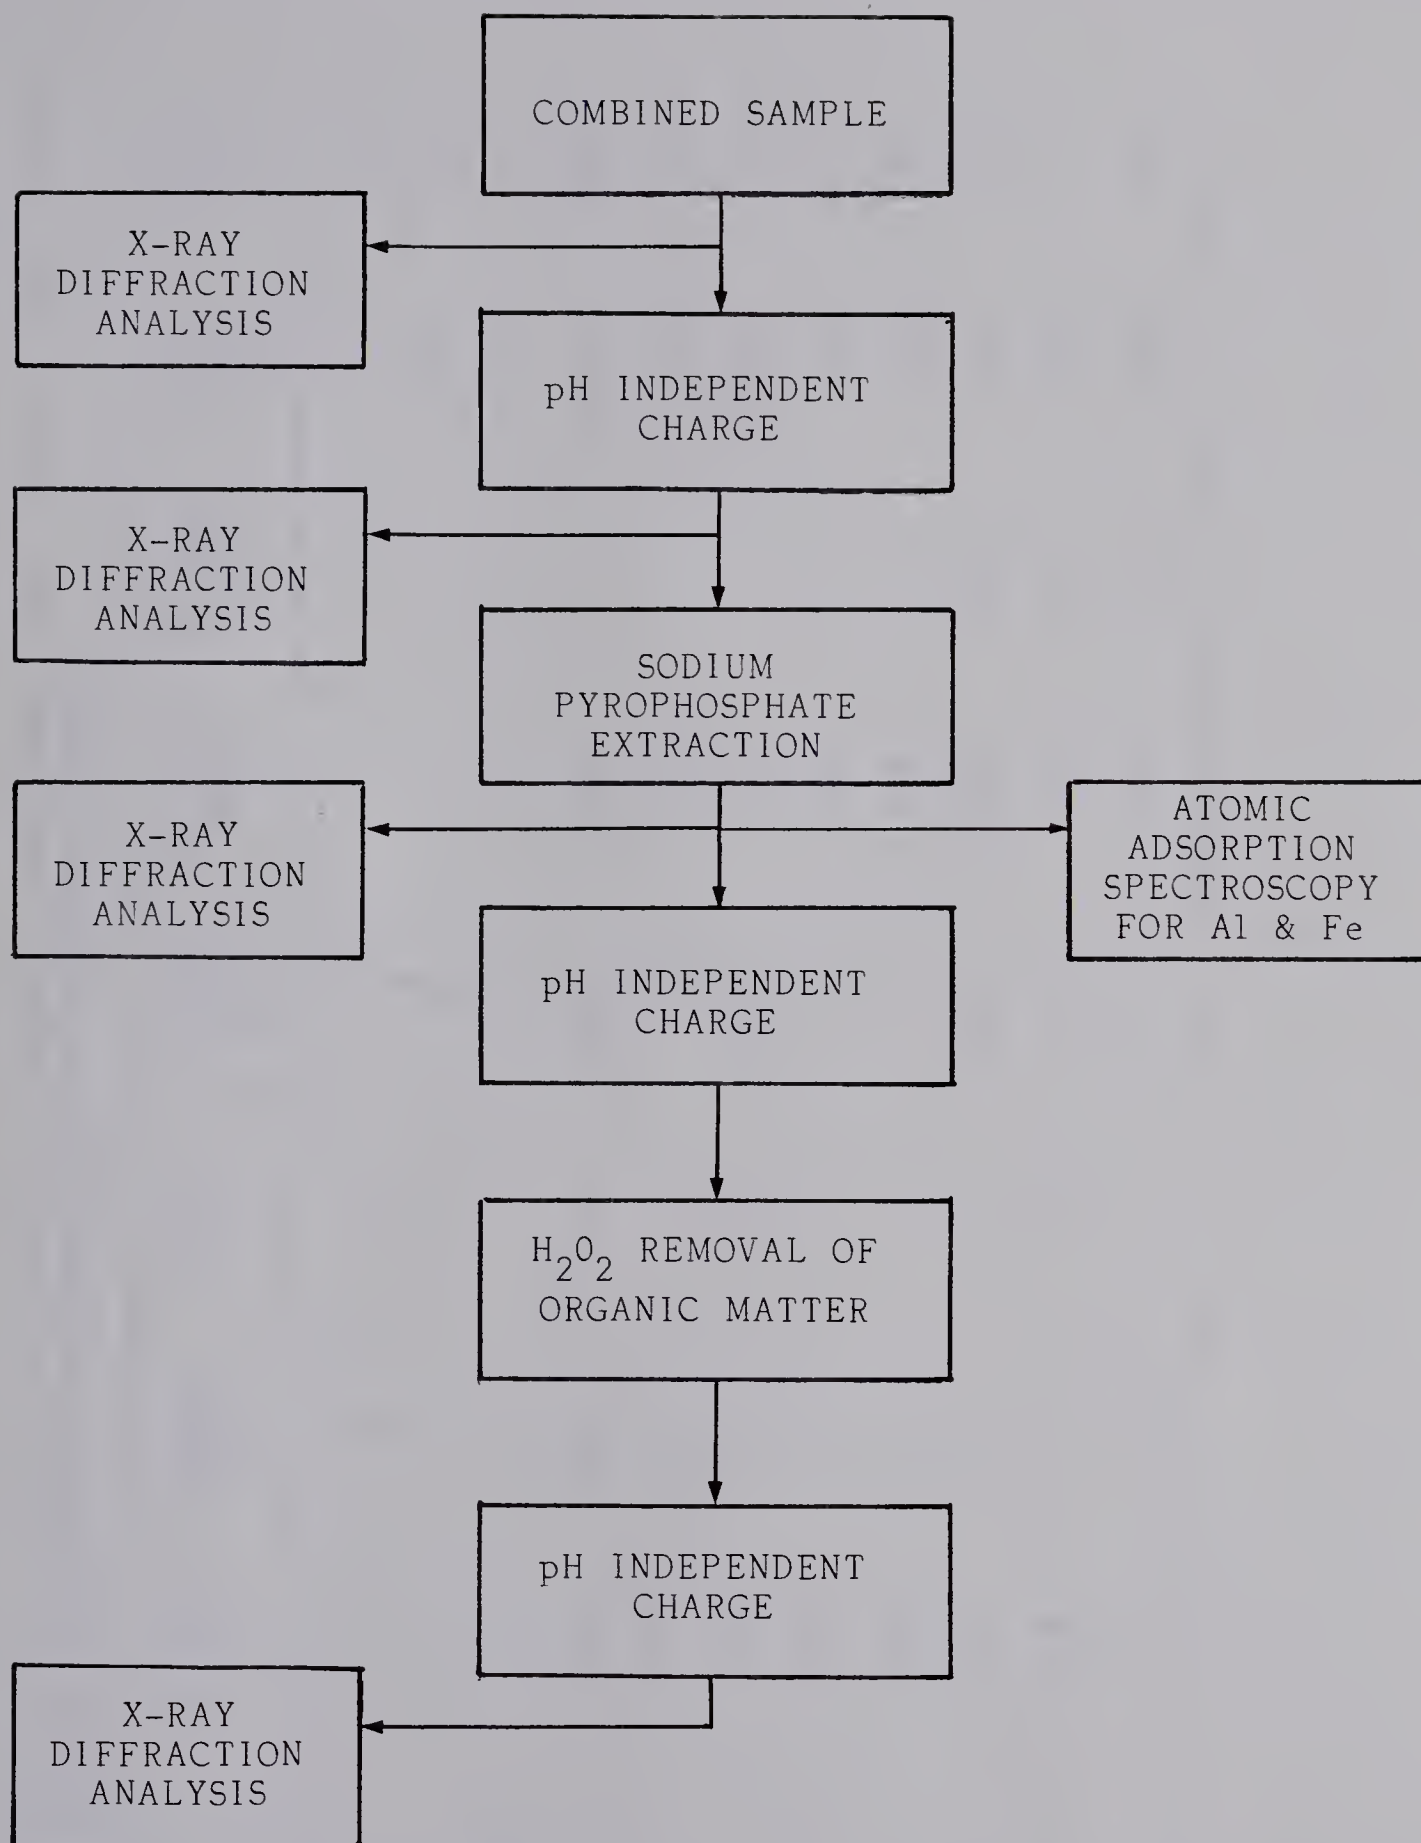 COMBINED SAMPLE
X-RAY
DIFFRACTION
ANALYSIS
pH INDEPENDENT
CHARGE
X-RAY
DIFFRACTION
ANALYSIS
SODIUM
PYROPHOSPHATE
EXTRACTION
X-RAY
DIFFRACTION
ANALYSIS
ATOMIC
ADSORPTION
SPECTROSCOPY
FOR Al & Fe
pH INDEPENDENT
CHARGE
H₂O₂ REMOVAL OF
ORGANIC MATTER
pH INDEPENDENT
CHARGE
X-RAY
DIFFRACTION
ANALYSIS